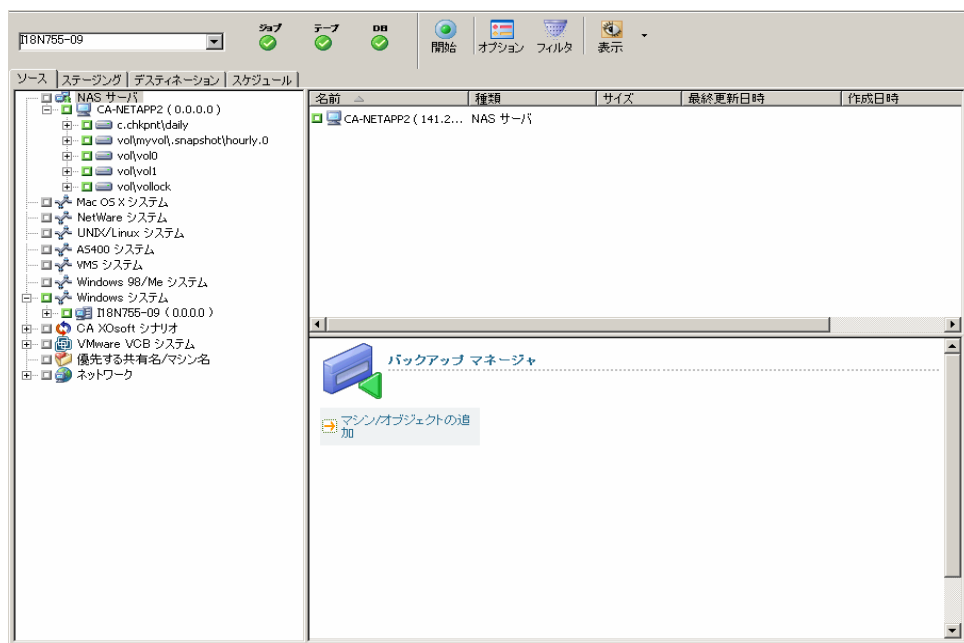 I18N755-09
ジョブ
テープ
DB
開始
オプション
フィルタ
表示
ソース
ステージング
デスティネーション
スケジュール
NAS サーバ
CA-NETAPP2 ( 0.0.0.0 )
c.chkpnt\daily
vol\myvol\.snapshot\hourly.0
vol\vol0
vol\vol1
vol\vollock
Mac OS X システム
NetWare システム
UNIX/Linux システム
AS400 システム
VMS システム
Windows 98/Me システム
Windows システム
I18N755-09 ( 0.0.0.0 )
CA XOsoft シナリオ
VMware VCB システム
優先する共有名/マシン名
ネットワーク
名前
種類
サイズ
最終更新日時
作成日時
CA-NETAPP2 ( 141.2... NAS サーバ
バックアップ マネージャ
マシン/オブジェクトの追
加